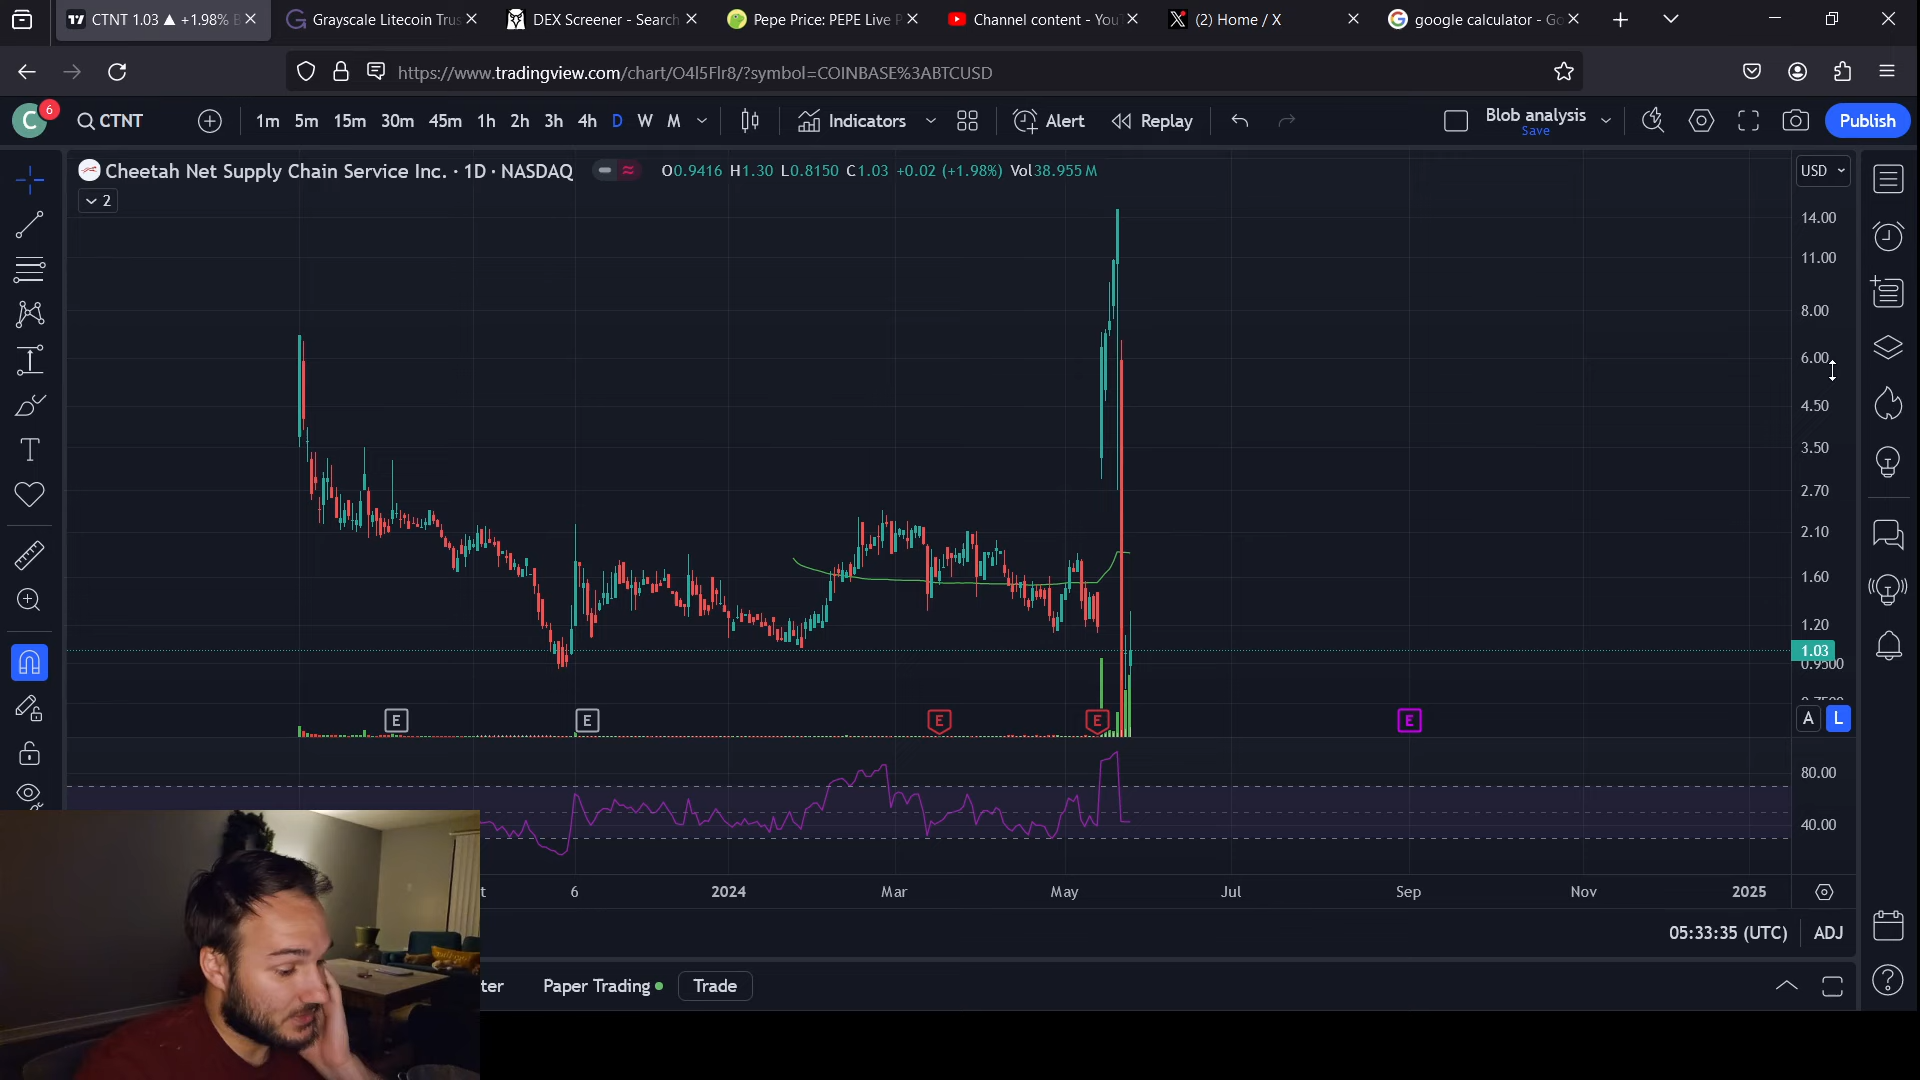 CTNT 1.03 ▲ +1.98%
Grayscale Litecoin Trus
DEX Screener - Search
Pepe Price: PEPE Live P
Channel content - You
(2) Home / X
google calculator - Go
https://www.tradingview.com/chart/O4l5Flr8/?symbol=COINBASE%3ABTCUSD
C 6
CTNT
1m 5m 15m 30m 45m 1h 2h 3h 4h D W M
Indicators
Alert
Replay
Blob analysis
Save
Publish
Cheetah Net Supply Chain Service Inc. · 1D · NASDAQ
O0.9416 H1.30 L0.8150 C1.03 +0.02 (+1.98%) Vol38.955 M
USD
2
14.00
11.00
8.00
6.00
4.50
3.50
2.70
2.10
1.60
1.20
1.03
0.9500
A L
E E E E E
80.00
40.00
6 2024 Mar May Jul Sep Nov 2025
05:33:35 (UTC) ADJ
ter Paper Trading Trade